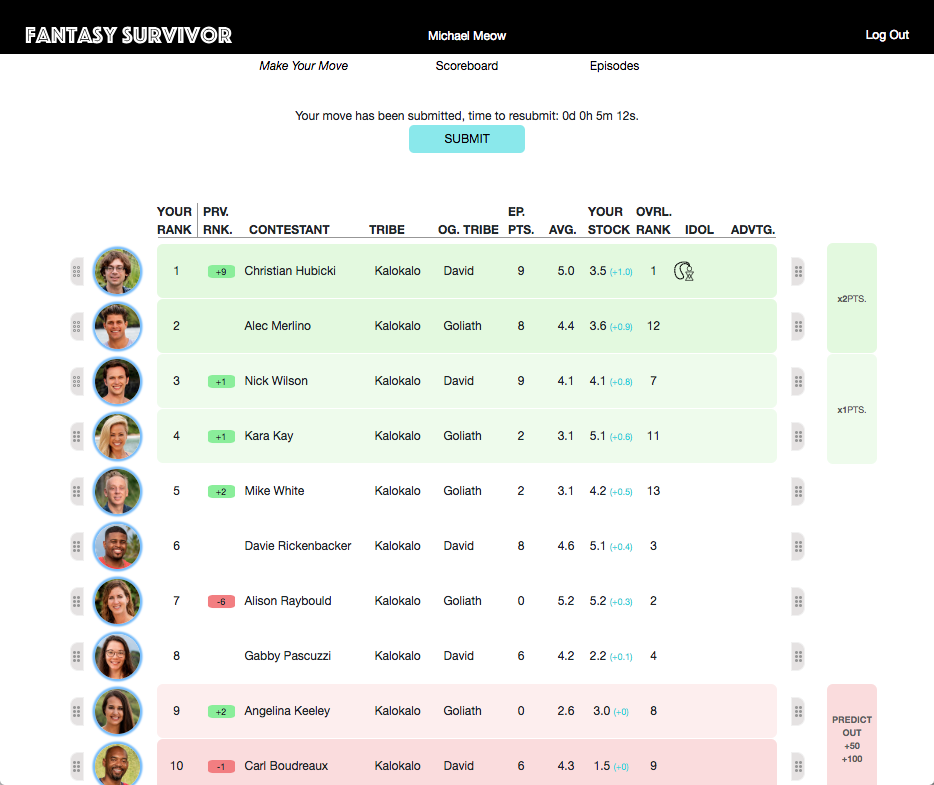 FANTASY SURVIVOR Michael Meow Log Out
Make Your Move Scoreboard Episodes
Your move has been submitted, time to resubmit: 0d 0h 5m 12s.
SUBMIT
YOUR RANK PRV. RNK. CONTESTANT TRIBE OG. TRIBE EP. PTS. AVG. YOUR STOCK OVRL. RANK IDOL ADVTG.
1 +9 Christian Hubicki Kalokalo David 9 5.0 3.5 (+1.0) 1
2 Alec Merlino Kalokalo Goliath 8 4.4 3.6 (+0.9) 12
x2PTS.
3 +1 Nick Wilson Kalokalo David 9 4.1 4.1 (+0.8) 7
4 +1 Kara Kay Kalokalo Goliath 2 3.1 5.1 (+0.6) 11
x1PTS.
5 +2 Mike White Kalokalo Goliath 2 3.1 4.2 (+0.5) 13
6 Davie Rickenbacker Kalokalo David 8 4.6 5.1 (+0.4) 3
7 -6 Alison Raybould Kalokalo Goliath 0 5.2 5.2 (+0.3) 2
8 Gabby Pascuzzi Kalokalo David 6 4.2 2.2 (+0.1) 4
9 +2 Angelina Keeley Kalokalo Goliath 0 2.6 3.0 (+0) 8
10 -1 Carl Boudreaux Kalokalo David 6 4.3 1.5 (+0) 9
PREDICT
OUT
+50
+100